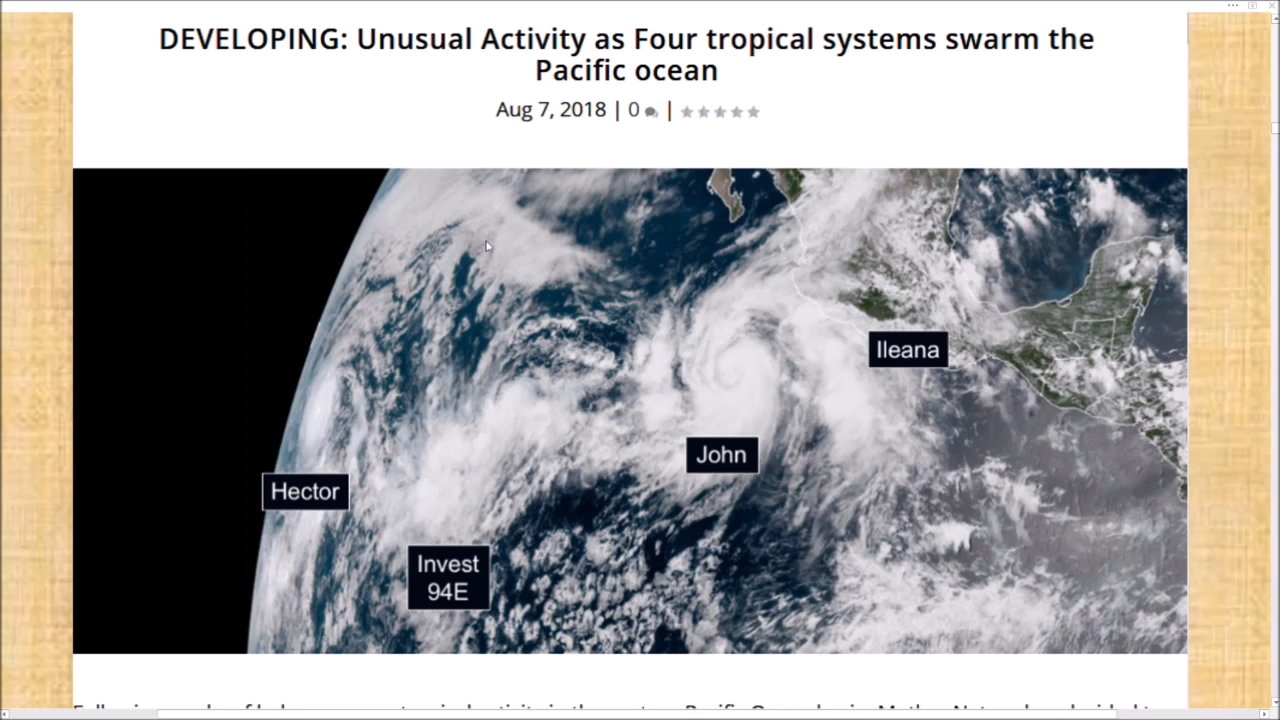 DEVELOPING: Unusual Activity as Four tropical systems swarm the
Pacific ocean
Aug 7, 2018 | 0 |
Ileana
John
Hector
Invest
94E